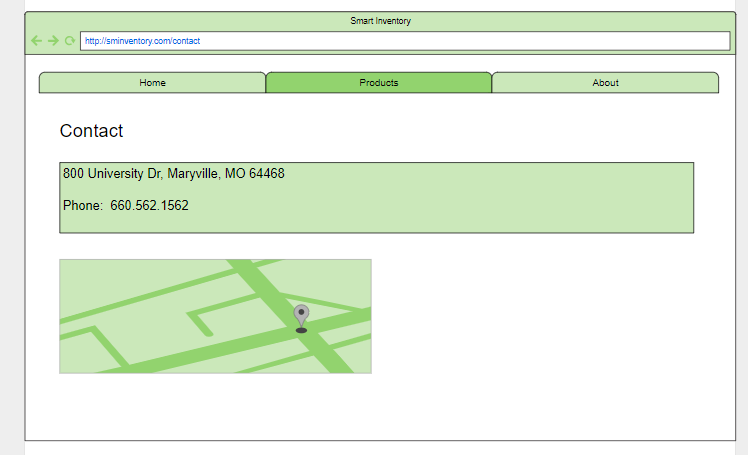 Smart Inventory
http://sminventory.com/contact
Home
Products
About
Contact
800 University Dr, Maryville, MO 64468
Phone:  660.562.1562